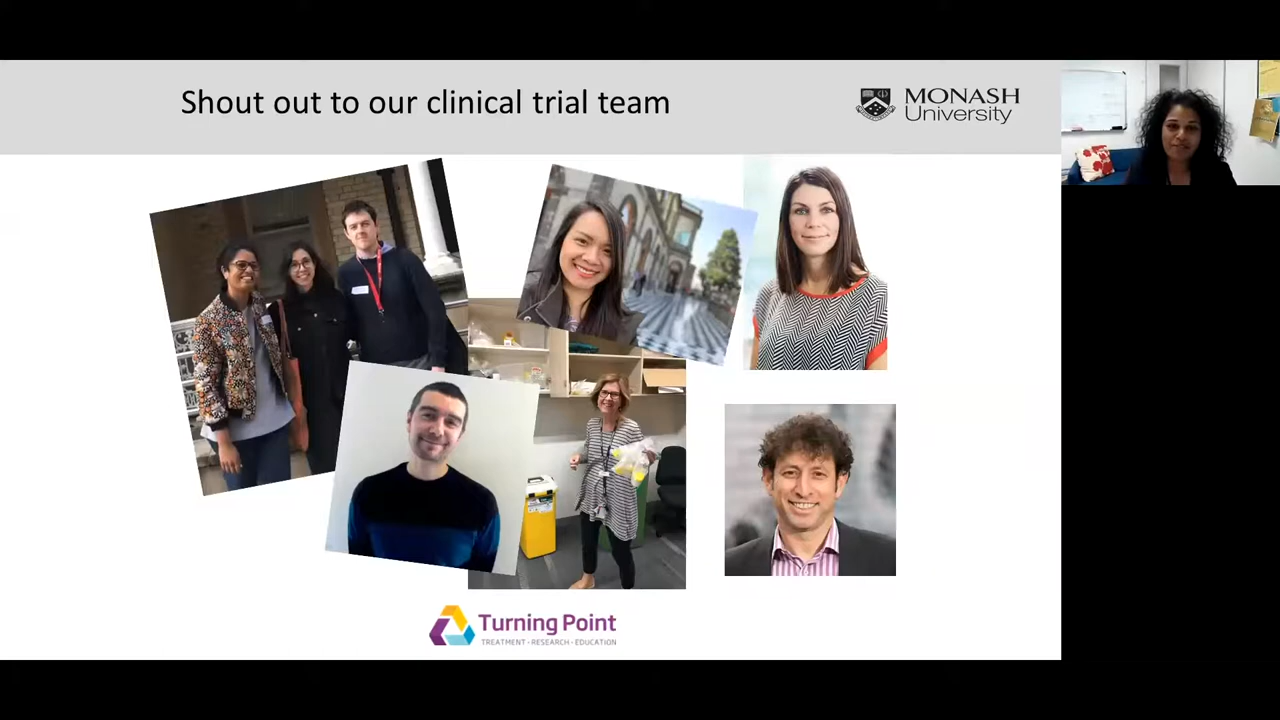 Shout out to our clinical trial team
MONASH
University
Turning Point
TREATMENT • RESEARCH • EDUCATION